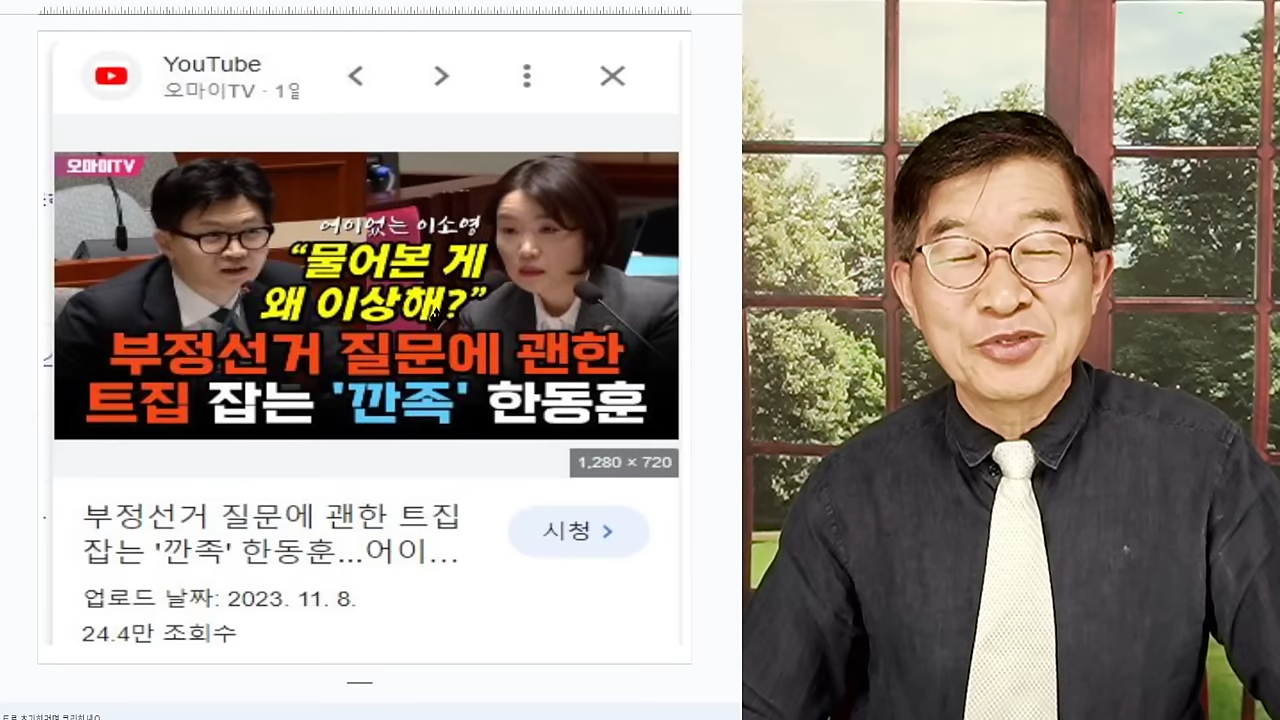 YouTube
오마이TV · 1일
오마이TV
어이없는 이소영
“물어본 게
왜 이상해?”
부정선거 질문에 괜한
트집 잡는 '깐족' 한동훈
1,280 × 720
부정선거 질문에 괜한 트집
잡는 '깐족' 한동훈...어이...
시청
업로드 날짜: 2023. 11. 8.
24.4만 조회수